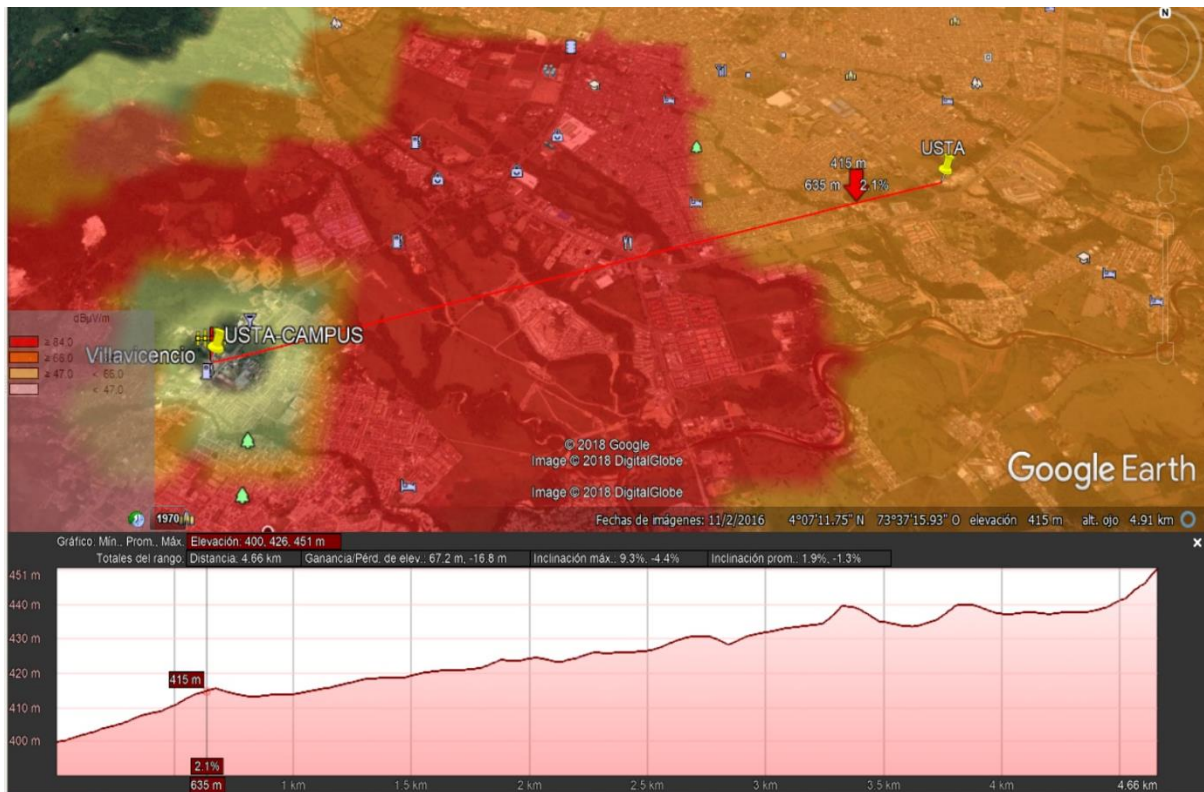 N
USTA
415 m
635 m 2.1%
USTA-CAMPUS
Villavicencio
dBµV/m
≥ 84.0
≥ 66.0
≥ 47.0 < 66.0
< 47.0
© 2018 Google
Image © 2018 DigitalGlobe
Image © 2018 DigitalGlobe
Google Earth
1970
Fechas de imágenes: 11/2/2016 4°07'11.75" N 73°37'15.93" O elevación 415 m alt. ojo 4.91 km
Gráfico: Mín., Prom., Máx. Elevación: 400, 426, 451 m
Totales del rango: Distancia: 4.66 km Ganancia/Pérd. de elev.: 67.2 m, -16.8 m Inclinación máx.: 9.3%, -4.4% Inclinación prom.: 1.9%, -1.3%
451 m
440 m
430 m
420 m
415 m
410 m
400 m
2.1%
635 m 1 km 1.5 km 2 km 2.5 km 3 km 3.5 km 4 km 4.66 km